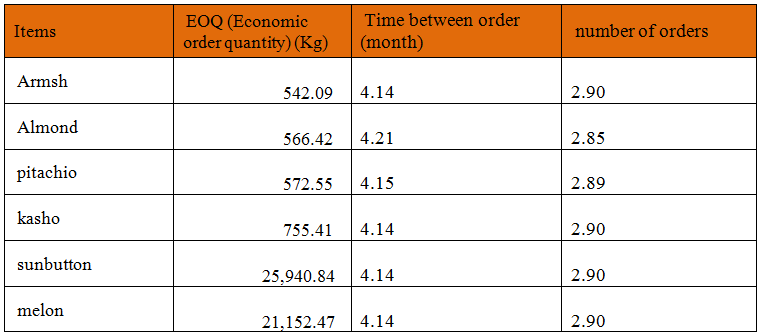 Items
EOQ (Economic
order quantity) (Kg)
Time between order
(month)
number of orders
Armsh 542.09 4.14 2.90
Almond 566.42 4.21 2.85
pitachio 572.55 4.15 2.89
kasho 755.41 4.14 2.90
sunbutton 25,940.84 4.14 2.90
melon 21,152.47 4.14 2.90